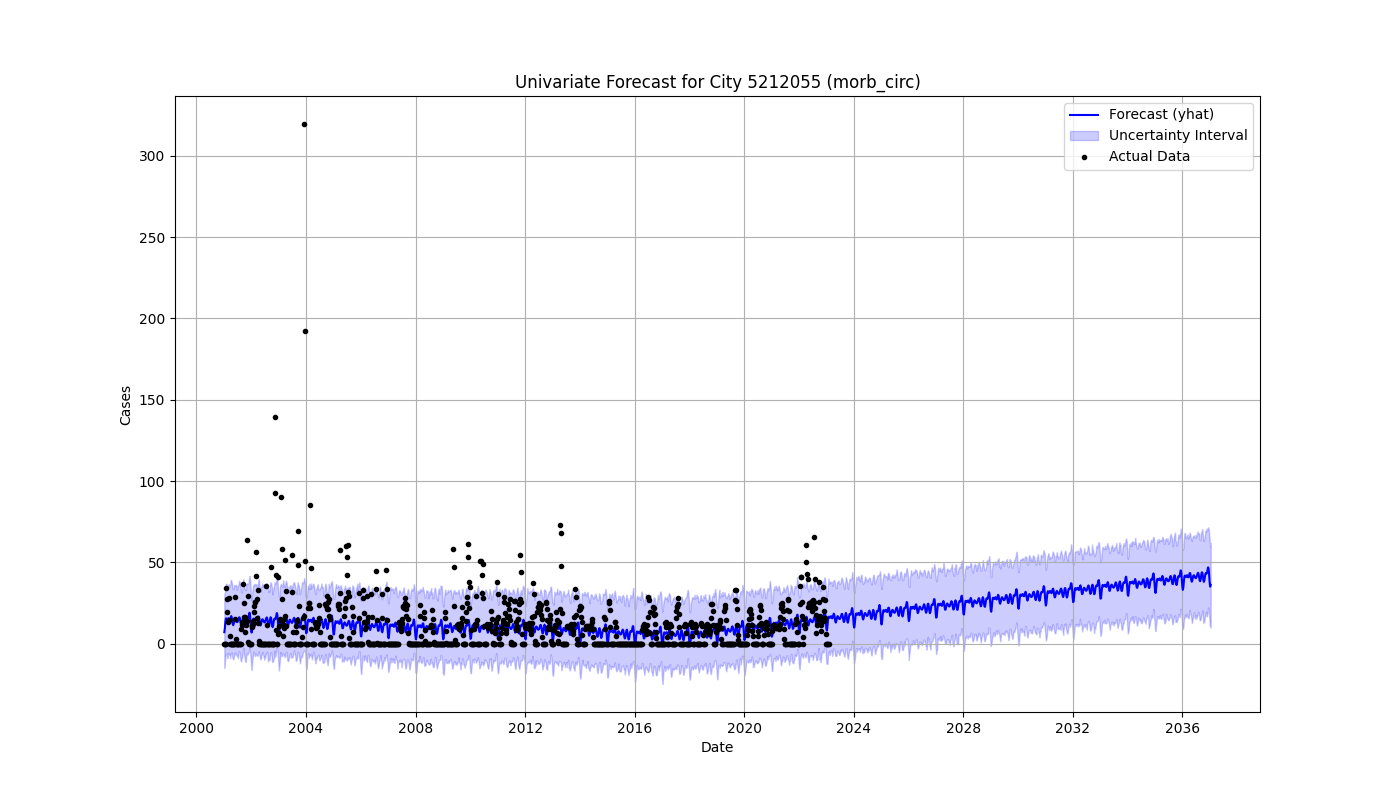 Univariate Forecast for City 5212055 (morb_circ)
Forecast (yhat)
Uncertainty Interval
Actual Data
Cases
300
250
200
150
100
50
0
2000 2004 2008 2012 2016 2020 2024 2028 2032 2036
Date